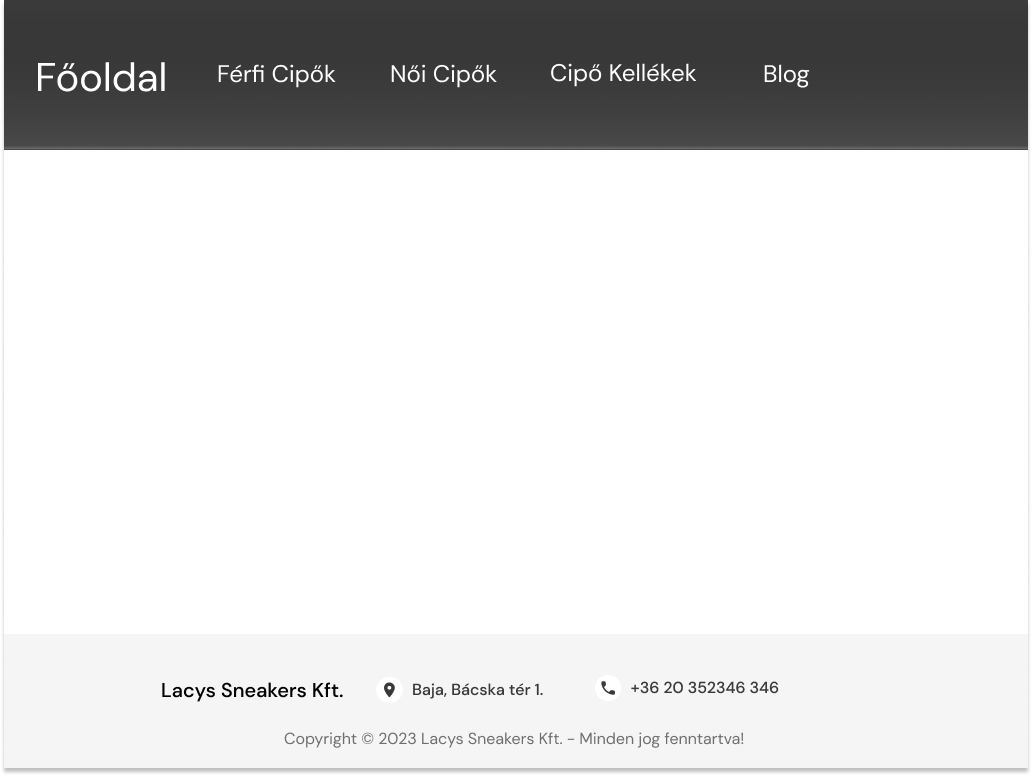 Főoldal Férfi Cipők Női Cipők Cipő Kellékek Blog
Lacys Sneakers Kft. Baja, Bácska tér 1. +36 20 352346 346
Copyright © 2023 Lacys Sneakers Kft. - Minden jog fenntartva!